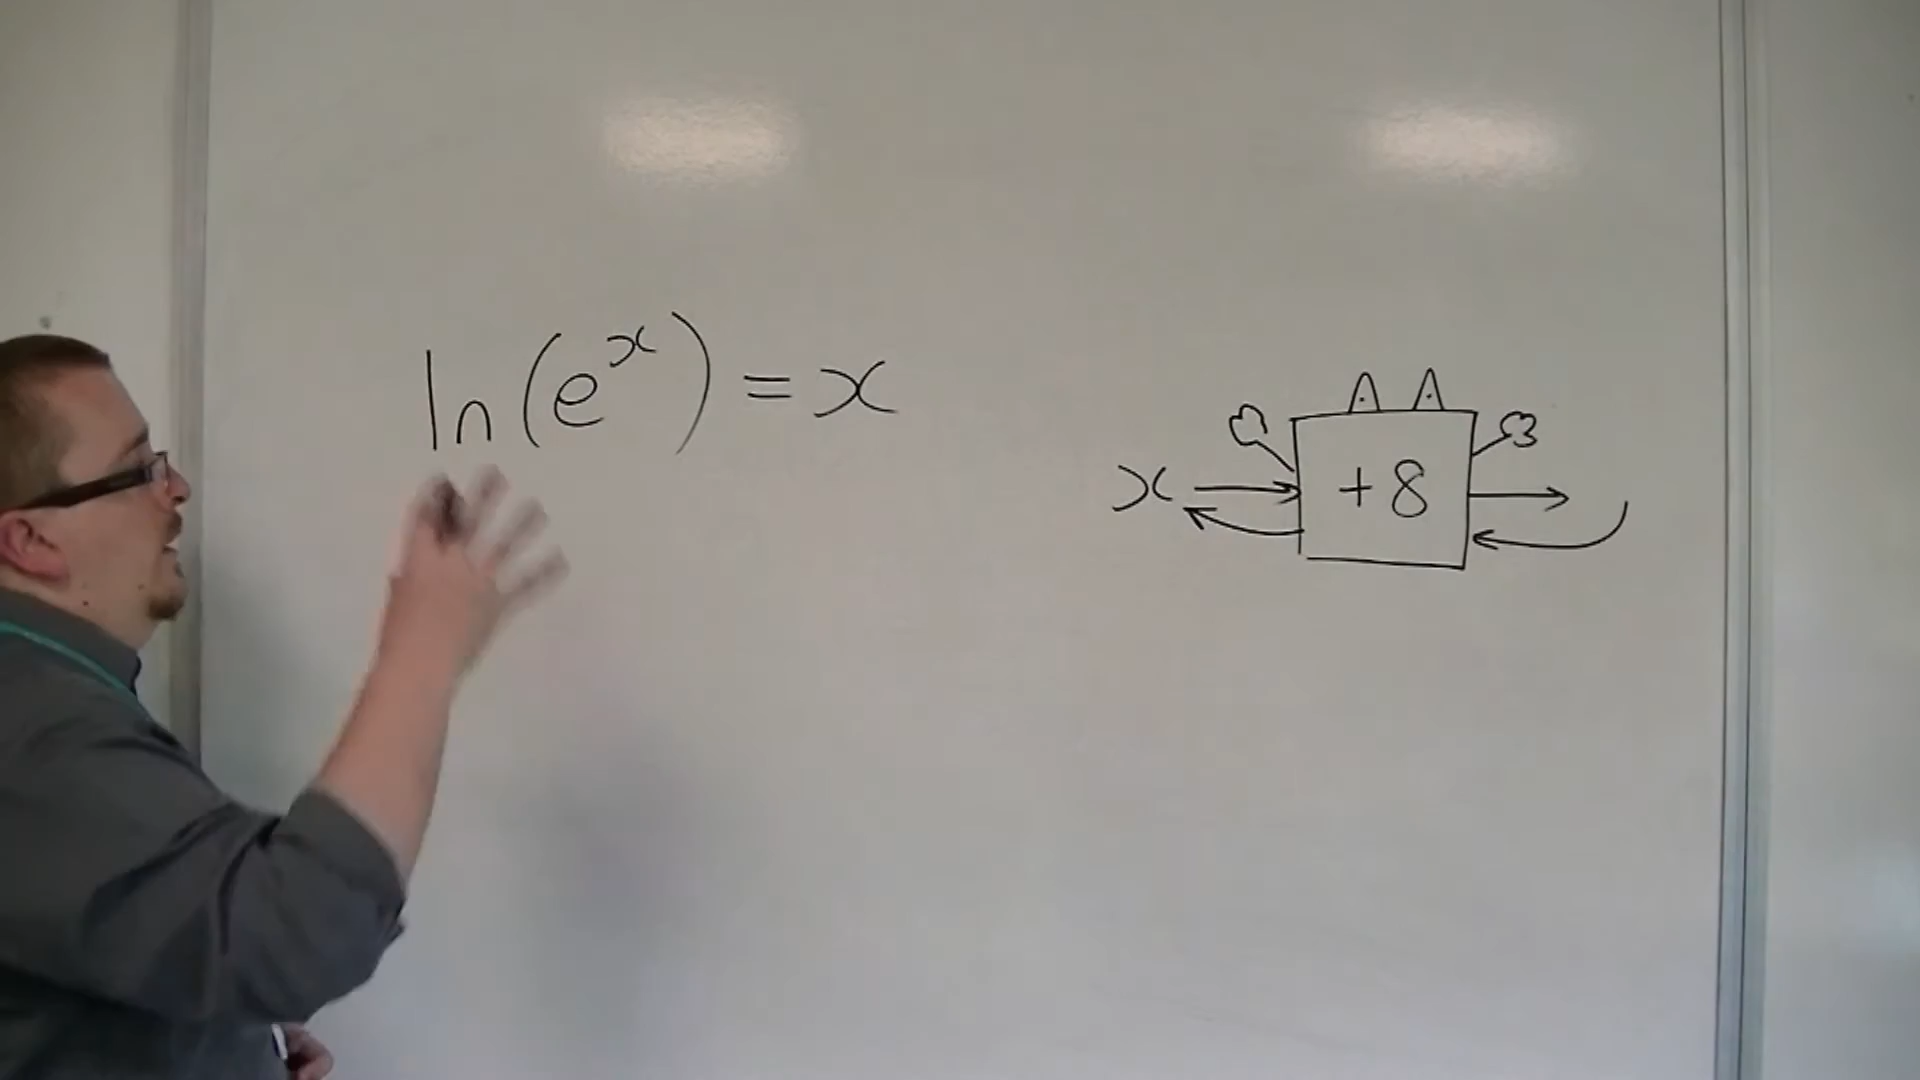 ln(e^x) = x
x +8